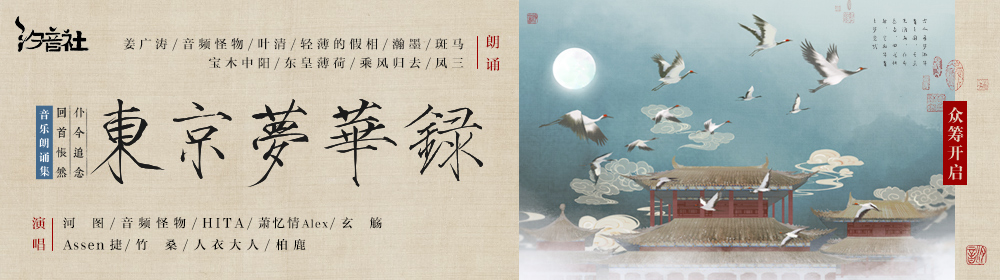 汐音社
姜广涛/音频怪物/叶清/轻薄的假相/瀚墨/斑马
宝木中阳/东皇薄荷/乘风归去/凤三
朗诵
音乐朗诵集
仆今追念
回首怅然
東京夢華録
演唱
河图/音频怪物/HITA/萧忆情Alex/玄觞
Assen捷/竹桑/人衣大人/柏鹿
众筹开启